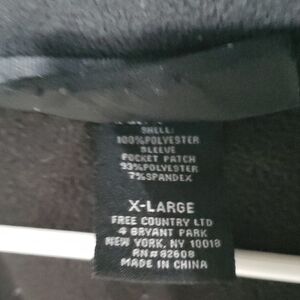 SHELL:
100%POLYESTER
SLEEVE
POCKET PATCH
93%POLYESTER
7%SPANDEX
X-LARGE
FREE COUNTRY LTD
4 BRYANT PARK
NEW YORK, NY 10018
RN#82608
MADE IN CHINA